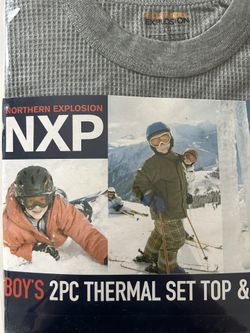 NORTHERN EXPLOSION
NXP
BOY'S 2PC THERMAL SET TOP &